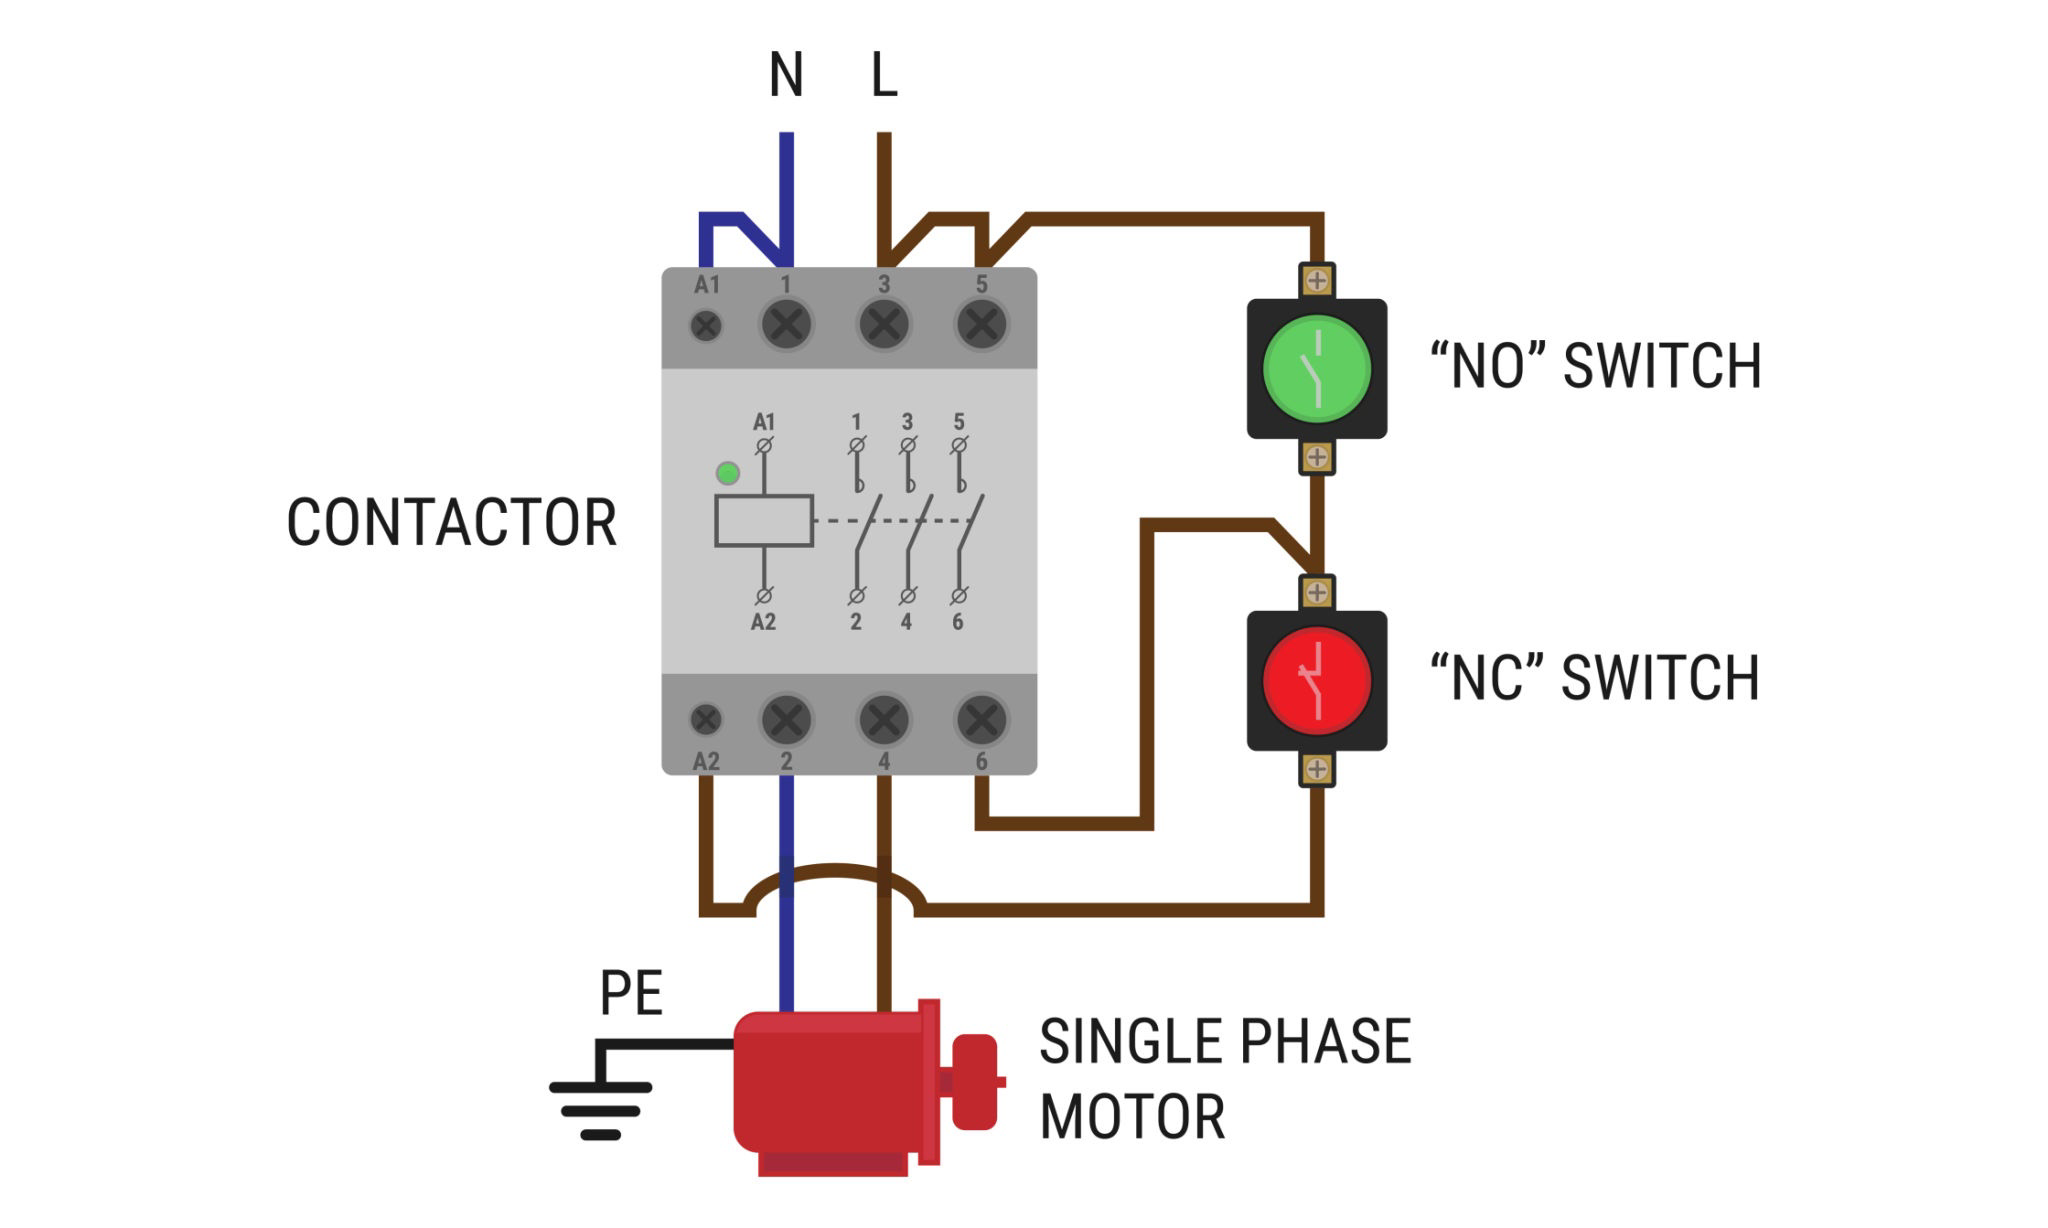 N L
A1 1 3 5
“NO” SWITCH
A1 1 3 5
CONTACTOR
A2 2 4 6
“NC” SWITCH
A2 2 4 6
PE
SINGLE PHASE
MOTOR